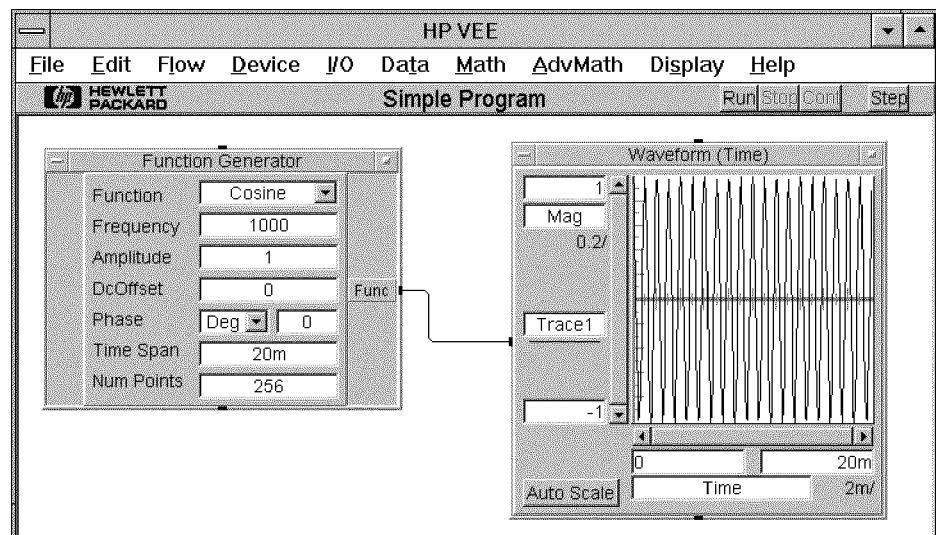 HP VEE
File Edit Flow Device I/O Data Math AdvMath Display Help
hp HEWLETT PACKARD Simple Program Run Stop Cont Step
Function Generator
Function Cosine
Frequency 1000
Amplitude 1
DcOffset 0
Phase Deg 0
Time Span 20m
Num Points 256
Func
Waveform (Time)
1
Mag
0.2/
Trace1
-1
0 20m
Auto Scale Time 2m/